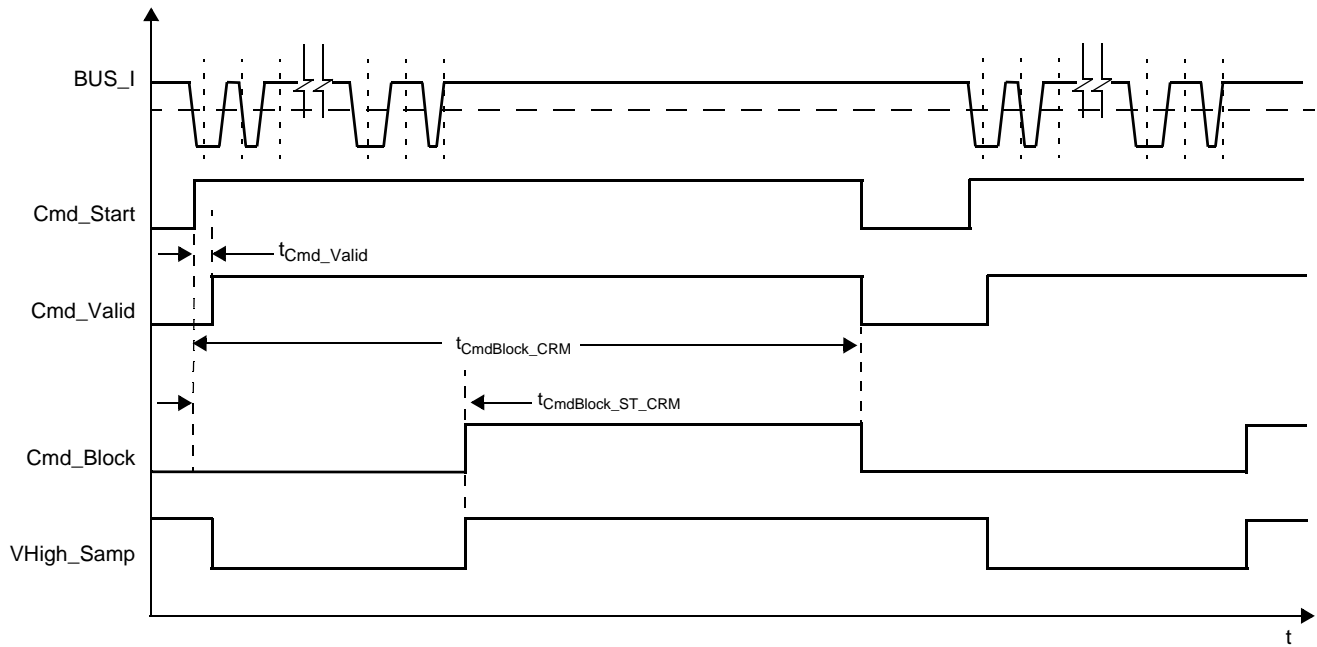 BUS_I
Cmd_Start
tCmd_Valid
Cmd_Valid
tCmdBlock_CRM
tCmdBlock_ST_CRM
Cmd_Block
VHigh_Samp
t